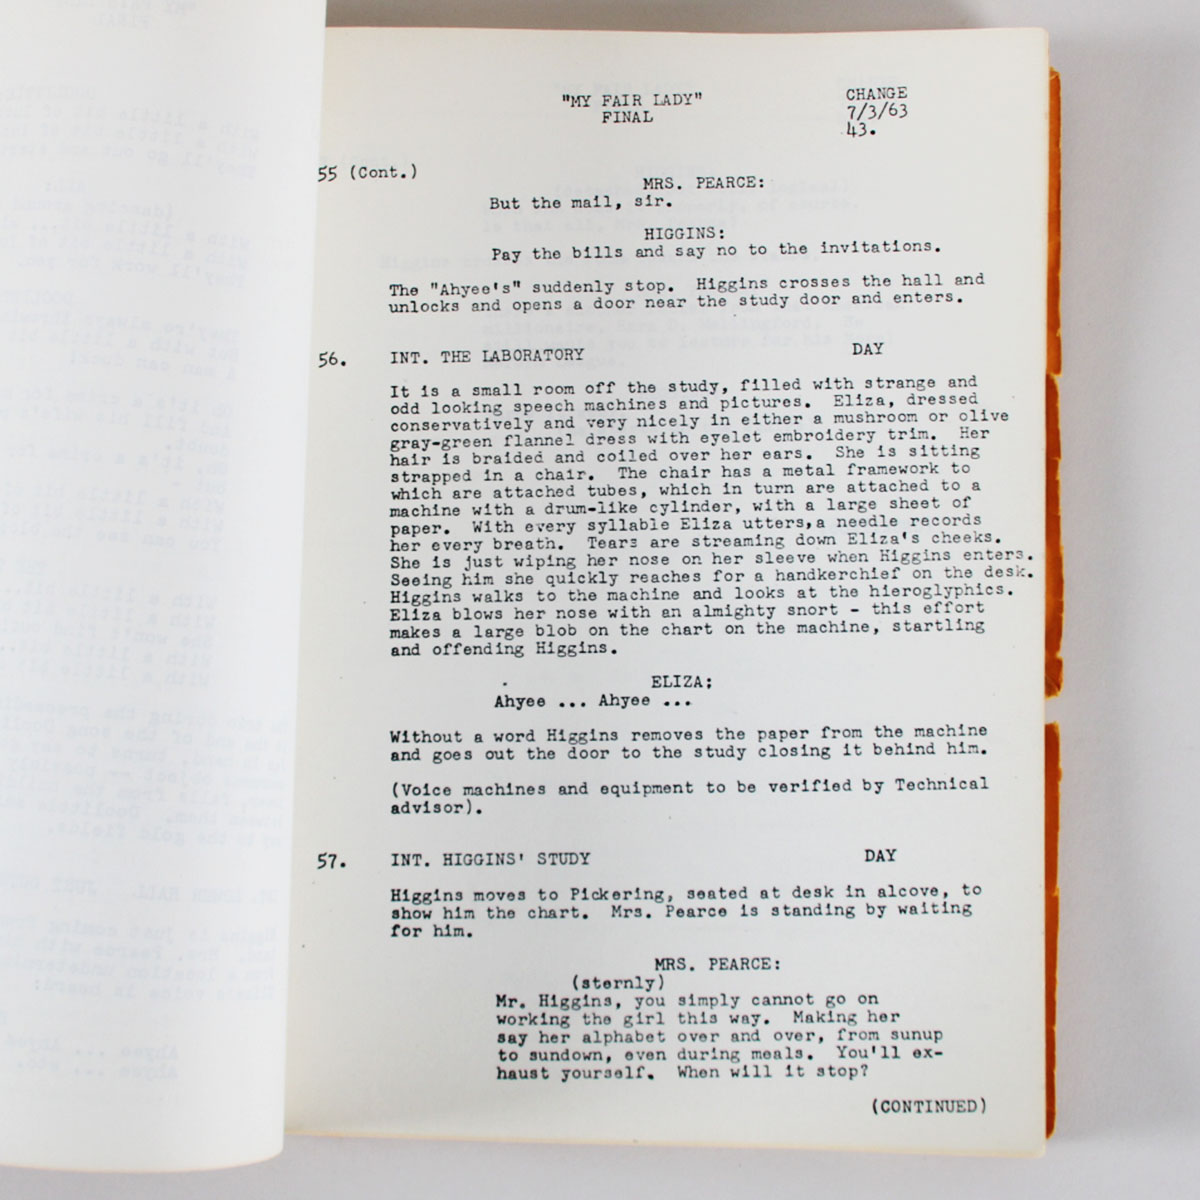 "MY FAIR LADY"
FINAL
CHANGE
7/3/63
43.
55 (Cont.)
MRS. PEARCE:
But the mail, sir.
HIGGINS:
Pay the bills and say no to the invitations.
The "Ahyee's" suddenly stop. Higgins crosses the hall and
unlocks and opens a door near the study door and enters.
56. INT. THE LABORATORY DAY
It is a small room off the study, filled with strange and
odd looking speech machines and pictures. Eliza, dressed
conservatively and very nicely in either a mushroom or olive
gray-green flannel dress with eyelet embroidery trim. Her
hair is braided and coiled over her ears. She is sitting
strapped in a chair. The chair has a metal framework to
which are attached tubes, which in turn are attached to a
machine with a drum-like cylinder, with a large sheet of
paper. With every syllable Eliza utters, a needle records
her every breath. Tears are streaming down Eliza's cheeks.
She is just wiping her nose on her sleeve when Higgins enters.
Seeing him she quickly reaches for a handkerchief on the desk.
Higgins walks to the machine and looks at the hieroglyphics.
Eliza blows her nose with an almighty snort - this effort
makes a large blob on the chart on the machine, startling
and offending Higgins.
ELIZA;
Ahyee ... Ahyee ...
Without a word Higgins removes the paper from the machine
and goes out the door to the study closing it behind him.
(Voice machines and equipment to be verified by Technical
advisor).
57. INT. HIGGINS' STUDY DAY
Higgins moves to Pickering, seated at desk in alcove, to
show him the chart. Mrs. Pearce is standing by waiting
for him.
MRS. PEARCE:
(sternly)
Mr. Higgins, you simply cannot go on
working the girl this way. Making her
say her alphabet over and over, from sunup
to sundown, even during meals. You'll ex-
haust yourself. When will it stop?
(CONTINUED)